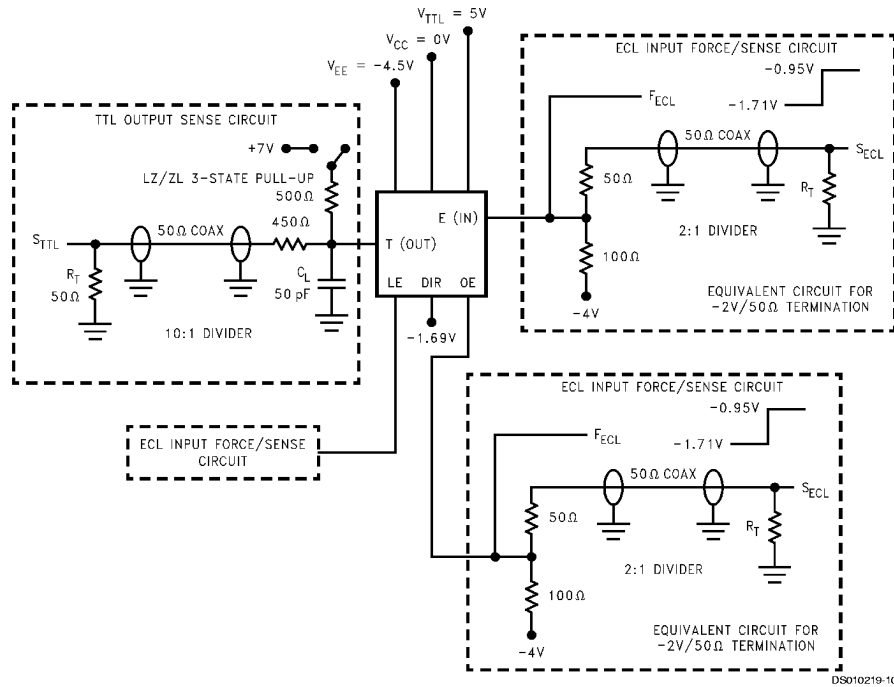 V_TTL = 5V
V_CC = 0V
V_EE = -4.5V
TTL OUTPUT SENSE CIRCUIT
+7V
LZ/ZL 3-STATE PULL-UP
500Ω
450Ω
50Ω COAX
S_TTL
R_T
50Ω
C_L
50 pF
10:1 DIVIDER
E (IN)
T (OUT)
LE DIR OE
-1.69V
ECL INPUT FORCE/SENSE CIRCUIT
-0.95V
F_ECL
-1.71V
50Ω COAX
S_ECL
50Ω
R_T
2:1 DIVIDER
100Ω
-4V
EQUIVALENT CIRCUIT FOR
-2V/50Ω TERMINATION
ECL INPUT FORCE/SENSE
CIRCUIT
ECL INPUT FORCE/SENSE CIRCUIT
-0.95V
F_ECL
-1.71V
50Ω COAX
S_ECL
50Ω
R_T
2:1 DIVIDER
100Ω
-4V
EQUIVALENT CIRCUIT FOR
-2V/50Ω TERMINATION